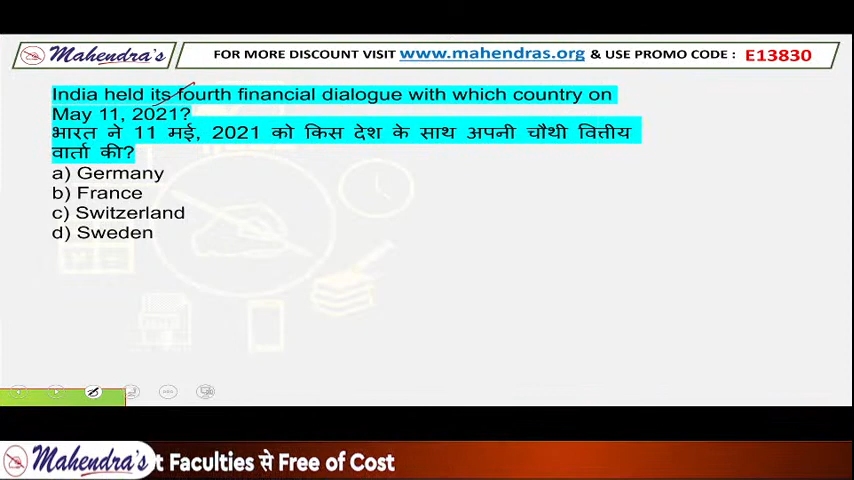 Mahendra's
FOR MORE DISCOUNT VISIT www.mahendras.org & USE PROMO CODE : E13830
India held its fourth financial dialogue with which country on
May 11, 2021?
भारत ने 11 मई, 2021 को किस देश के साथ अपनी चौथी वित्तीय
वार्ता की?
a) Germany
b) France
c) Switzerland
d) Sweden
Mahendra's t Faculties से Free of Cost